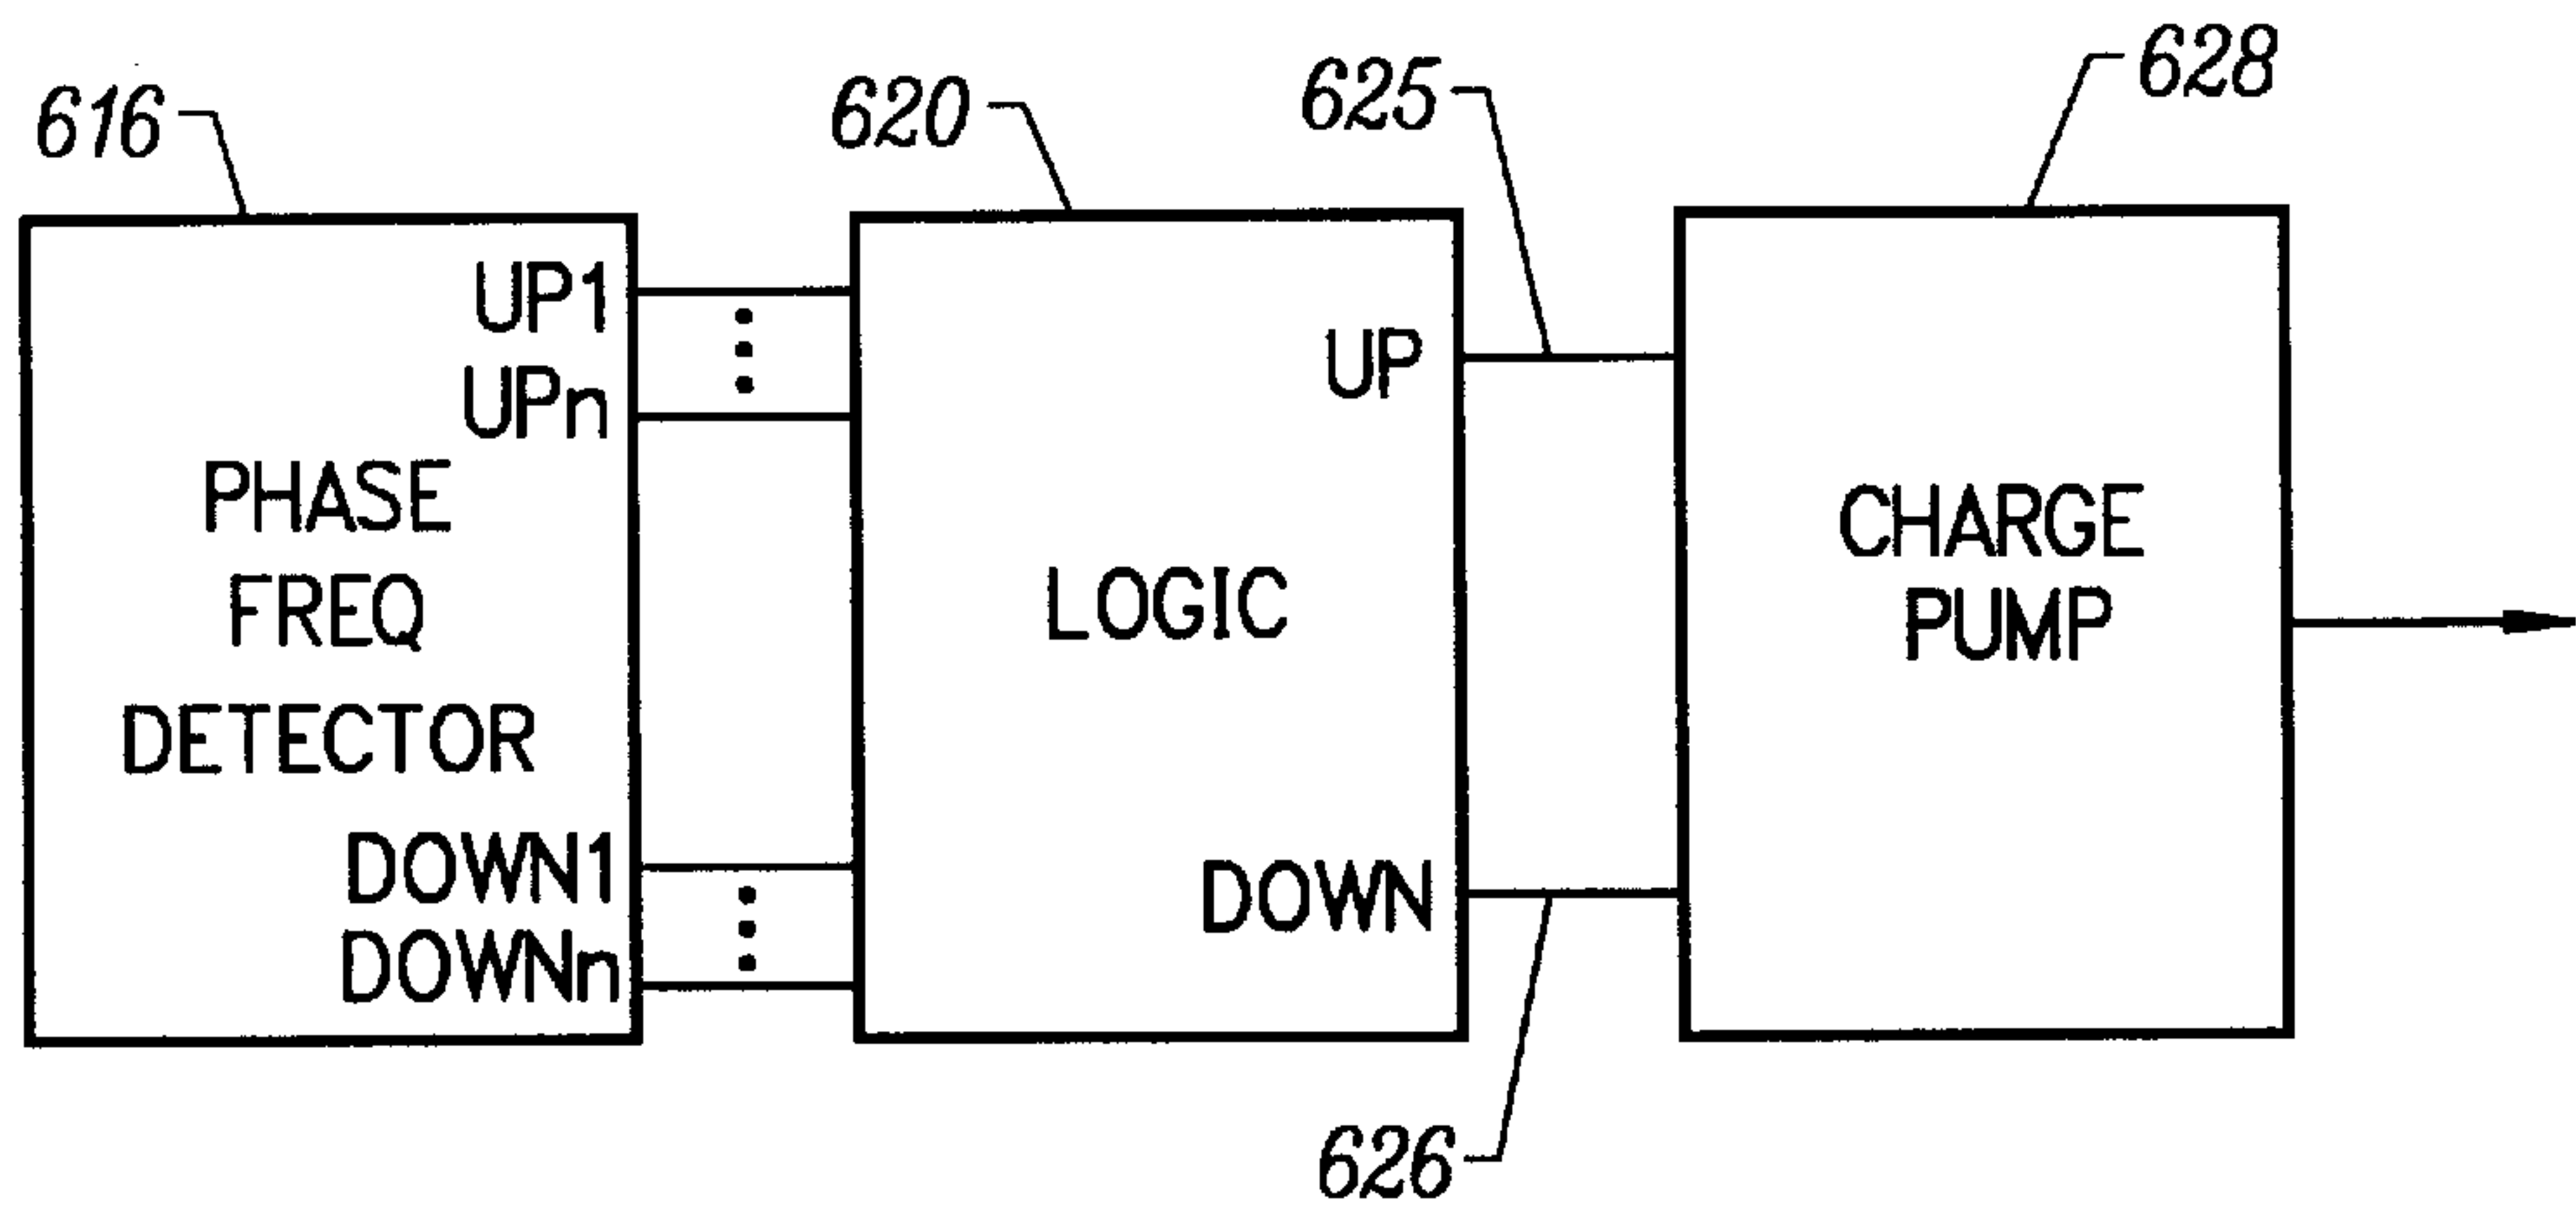 616
620
625
628
UP1
UPn
PHASE
FREQ
DETECTOR
DOWN1
DOWNn
LOGIC
UP
DOWN
CHARGE
PUMP
626